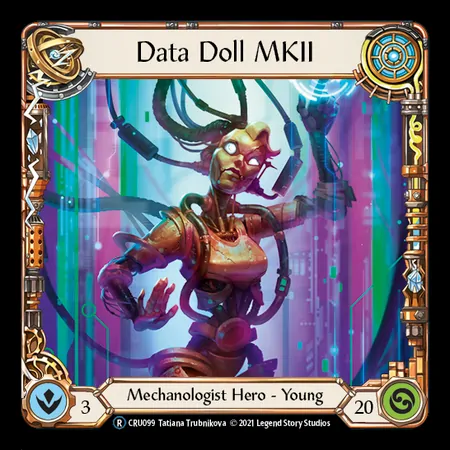 Data Doll MKII
3
Mechanologist Hero - Young
20
R CRU099 Tatiana Trubnikova © 2021 Legend Story Studios